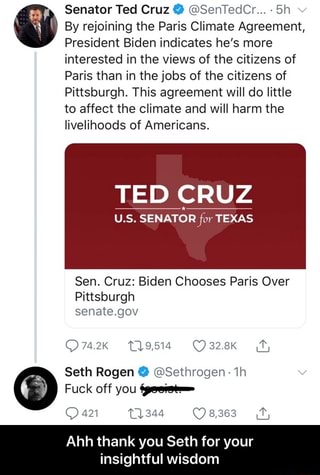 Senator Ted Cruz @SenTedCr... · 5h
By rejoining the Paris Climate Agreement,
President Biden indicates he's more
interested in the views of the citizens of
Paris than in the jobs of the citizens of
Pittsburgh. This agreement will do little
to affect the climate and will harm the
livelihoods of Americans.
TED CRUZ
U.S. SENATOR for TEXAS
Sen. Cruz: Biden Chooses Paris Over
Pittsburgh
senate.gov
74.2K 9,514 32.8K
Seth Rogen @Sethrogen · 1h
Fuck off you
421 344 8,363
Ahh thank you Seth for your
insightful wisdom